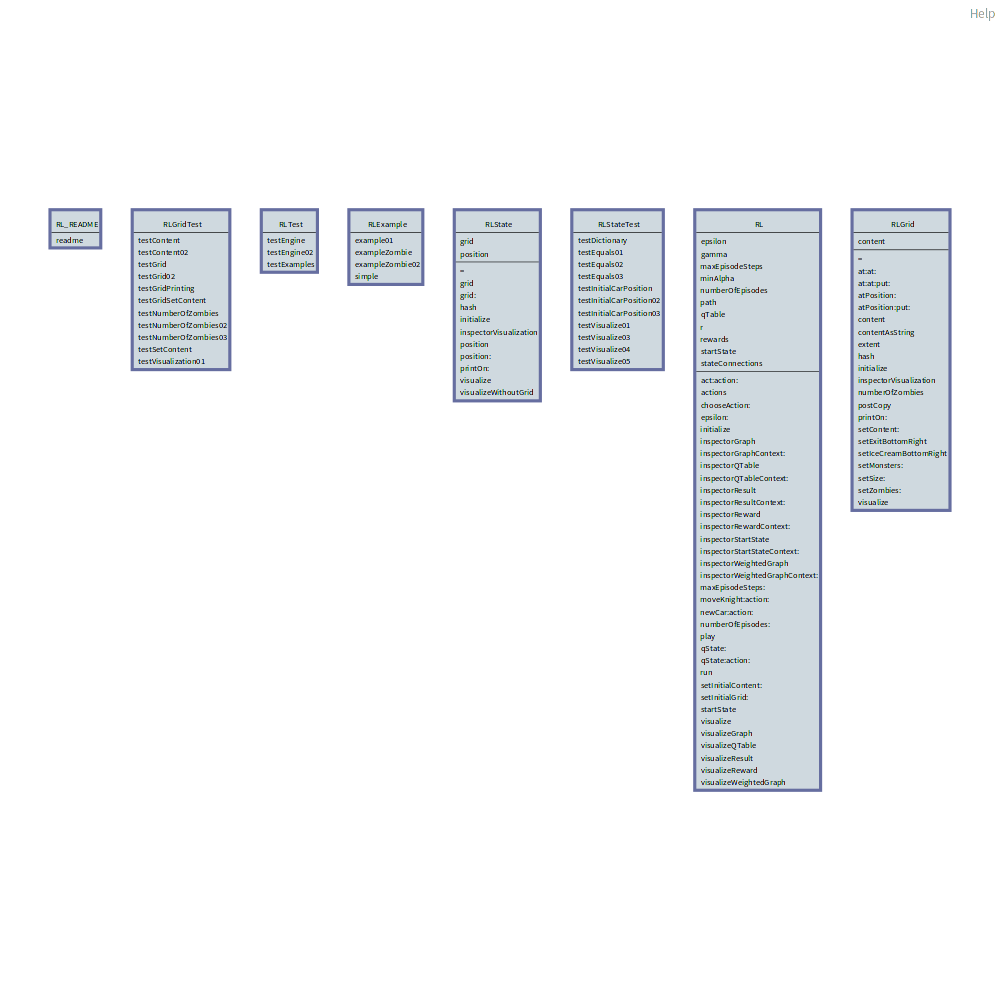 Help
RL_README
readme
RLGridTest
testContent
testContent02
testGrid
testGrid02
testGridPrinting
testGridSetContent
testNumberOfZombies
testNumberOfZombies02
testNumberOfZombies03
testSetContent
testVisualization01
RLTest
testEngine
testEngine02
testExamples
RLExample
example01
exampleZombie
exampleZombie02
simple
RLState
grid
position
=
grid
grid:
hash
initialize
inspectorVisualization
position
position:
printOn:
visualize
visualizeWithoutGrid
RLStateTest
testDictionary
testEquals01
testEquals02
testEquals03
testInitialCarPosition
testInitialCarPosition02
testInitialCarPosition03
testVisualize01
testVisualize03
testVisualize04
testVisualize05
RL
epsilon
gamma
maxEpisodeSteps
minAlpha
numberOfEpisodes
path
qTable
r
rewards
startState
stateConnections
act:action:
actions
chooseAction:
epsilon:
initialize
inspectorGraph
inspectorGraphContext:
inspectorQTable
inspectorQTableContext:
inspectorResult
inspectorResultContext:
inspectorReward
inspectorRewardContext:
inspectorStartState
inspectorStartStateContext:
inspectorWeightedGraph
inspectorWeightedGraphContext:
maxEpisodeSteps:
moveKnight:action:
newCar:action:
numberOfEpisodes:
play
qState:
qState:action:
run
setInitialContent:
setInitialGrid:
startState
visualize
visualizeGraph
visualizeQTable
visualizeResult
visualizeReward
visualizeWeightedGraph
RLGrid
content
=
at:at:
at:at:put:
atPosition:
atPosition:put:
content
contentAsString
extent
hash
initialize
inspectorVisualization
numberOfZombies
postCopy
printOn:
setContent:
setExitBottomRight
setIceCreamBottomRight
setMonsters:
setSize:
setZombies:
visualize